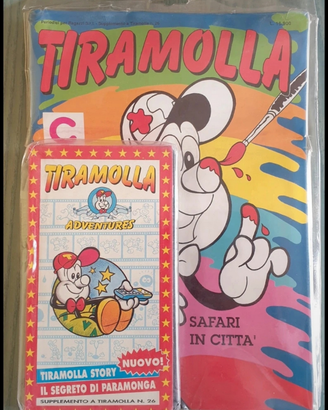 TIRAMOLLA
SAFARI
IN CITTA'
TIRAMOLLA
ADVENTURES
NUOVO!
TIRAMOLLA STORY
IL SEGRETO DI PARAMONGA
SUPPLEMENTO A TIRAMOLLA N. 26